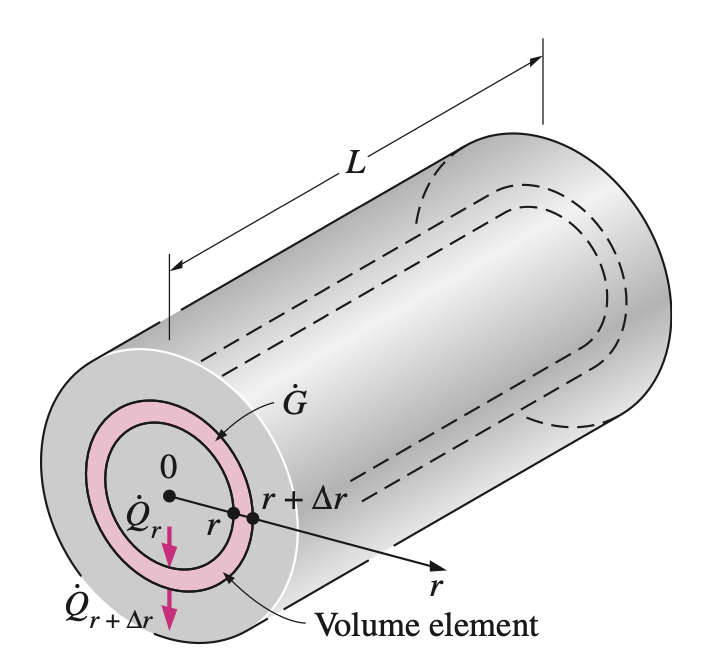 L
Ġ
0
r + Δr
Q̇r
r
r
Q̇r + Δr
Volume element